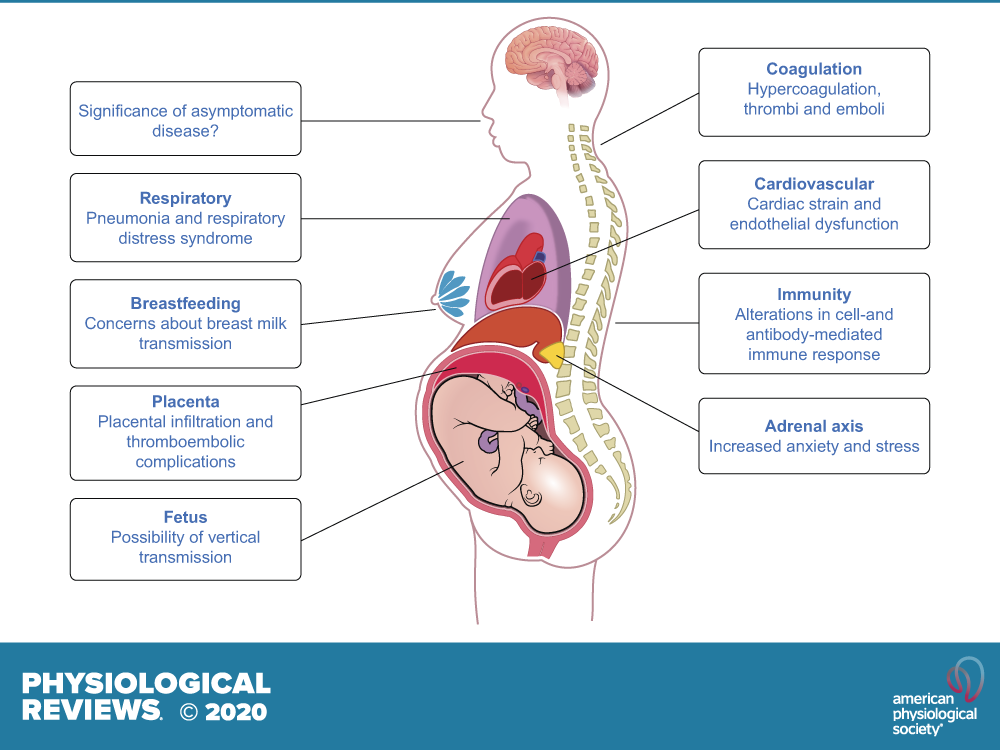 Significance of asymptomatic
disease?
Respiratory
Pneumonia and respiratory
distress syndrome
Breastfeeding
Concerns about breast milk
transmission
Placenta
Placental infiltration and
thromboembolic
complications
Fetus
Possibility of vertical
transmission
Coagulation
Hypercoagulation,
thrombi and emboli
Cardiovascular
Cardiac strain and
endothelial dysfunction
Immunity
Alterations in cell-and
antibody-mediated
immune response
Adrenal axis
Increased anxiety and stress
PHYSIOLOGICAL
REVIEWS. © 2020
american
physiological
society®